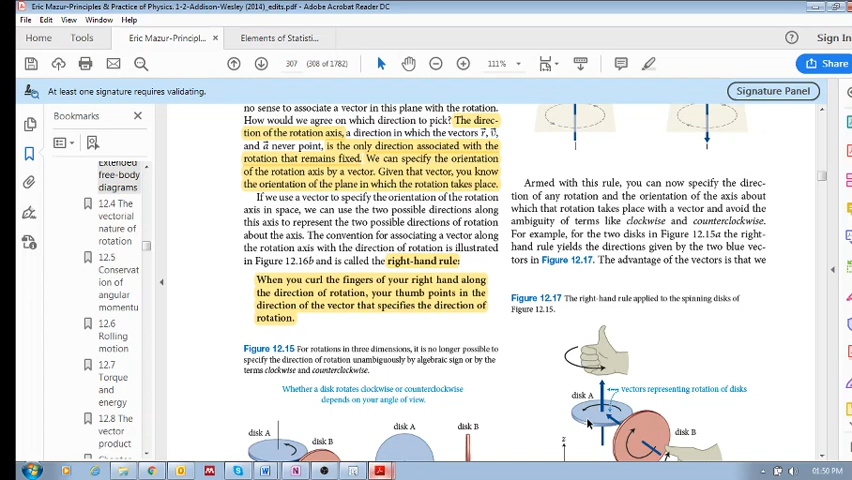 Eric Mazur-Principles & Practice of Physics. 1-2-Addison-Wesley (2014)_edits.pdf - Adobe Acrobat Reader DC
File Edit View Window Help
Home Tools Eric Mazur-Principl... × Elements of Statisti... Sign In
307 (308 of 1782) 111% Share
At least one signature requires validating. Signature Panel
Bookmarks
Extended
free-body
diagrams
12.4 The
vectorial
nature of
rotation
12.5
Conservat
ion of
angular
momentu
12.6
Rolling
motion
12.7
Torque
and
energy
12.8 The
vector
product
no sense to associate a vector in this plane with the rotation.
How would we agree on which direction to pick? The direc-
tion of the rotation axis, a direction in which the vectors r⃗, v⃗,
and a⃗ never point, is the only direction associated with the
rotation that remains fixed. We can specify the orientation
of the rotation axis by a vector. Given that vector, you know
the orientation of the plane in which the rotation takes place.
If we use a vector to specify the orientation of the rotation
axis in space, we can use the two possible directions along
this axis to represent the two possible directions of rotation
about the axis. The convention for associating a vector along
the rotation axis with the direction of rotation is illustrated
in Figure 12.16b and is called the right-hand rule:
When you curl the fingers of your right hand along
the direction of rotation, your thumb points in the
direction of the vector that specifies the direction of
rotation.
Figure 12.15 For rotations in three dimensions, it is no longer possible to
specify the direction of rotation unambiguously by algebraic sign or by the
terms clockwise and counterclockwise.
Whether a disk rotates clockwise or counterclockwise
depends on your angle of view.
disk A
disk B
disk A
disk B
Armed with this rule, you can now specify the direc-
tion of any rotation and the orientation of the axis about
which that rotation takes place with a vector and avoid the
ambiguity of terms like clockwise and counterclockwise.
For example, for the two disks in Figure 12.15a the right-
hand rule yields the directions given by the two blue vec-
tors in Figure 12.17. The advantage of the vectors is that we
Figure 12.17 The right-hand rule applied to the spinning disks of
Figure 12.15.
vectors representing rotation of disks
disk A
disk B
z
01:50 PM